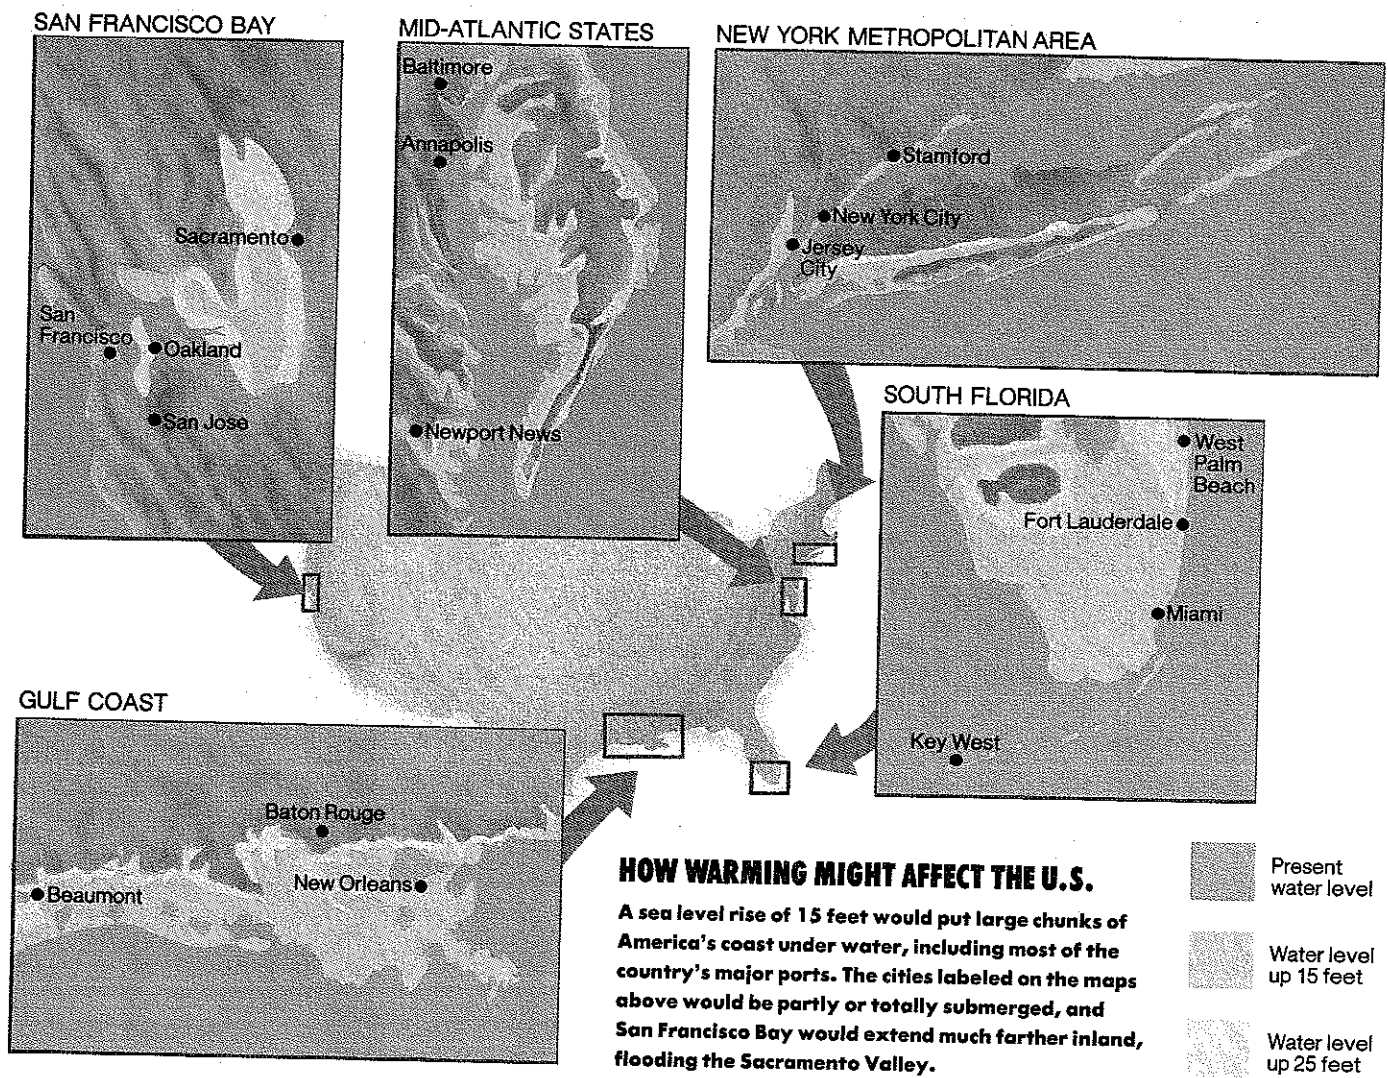 SAN FRANCISCO BAY
Sacramento
San
Francisco
Oakland
San Jose
MID-ATLANTIC STATES
Baltimore
Annapolis
Newport News
NEW YORK METROPOLITAN AREA
Stamford
New York City
Jersey
City
SOUTH FLORIDA
West
Palm
Beach
Fort Lauderdale
Miami
Key West
GULF COAST
Baton Rouge
New Orleans
Beaumont
HOW WARMING MIGHT AFFECT THE U.S.
A sea level rise of 15 feet would put large chunks of
America's coast under water, including most of the
country's major ports. The cities labeled on the maps
above would be partly or totally submerged, and
San Francisco Bay would extend much farther inland,
flooding the Sacramento Valley.
Present
water level
Water level
up 15 feet
Water level
up 25 feet